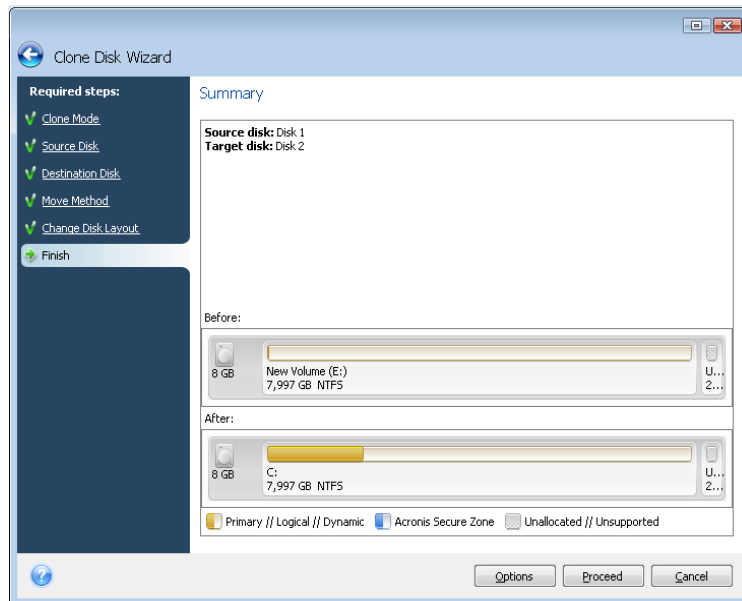 Clone Disk Wizard
Required steps:
Clone Mode
Source Disk
Destination Disk
Move Method
Change Disk Layout
Finish
Summary
Source disk: Disk 1
Target disk: Disk 2
Before:
8 GB
New Volume (E:)
7,997 GB NTFS
U...
2...
After:
8 GB
C:
7,997 GB NTFS
U...
2...
Primary // Logical // Dynamic Acronis Secure Zone Unallocated // Unsupported
Options Proceed Cancel